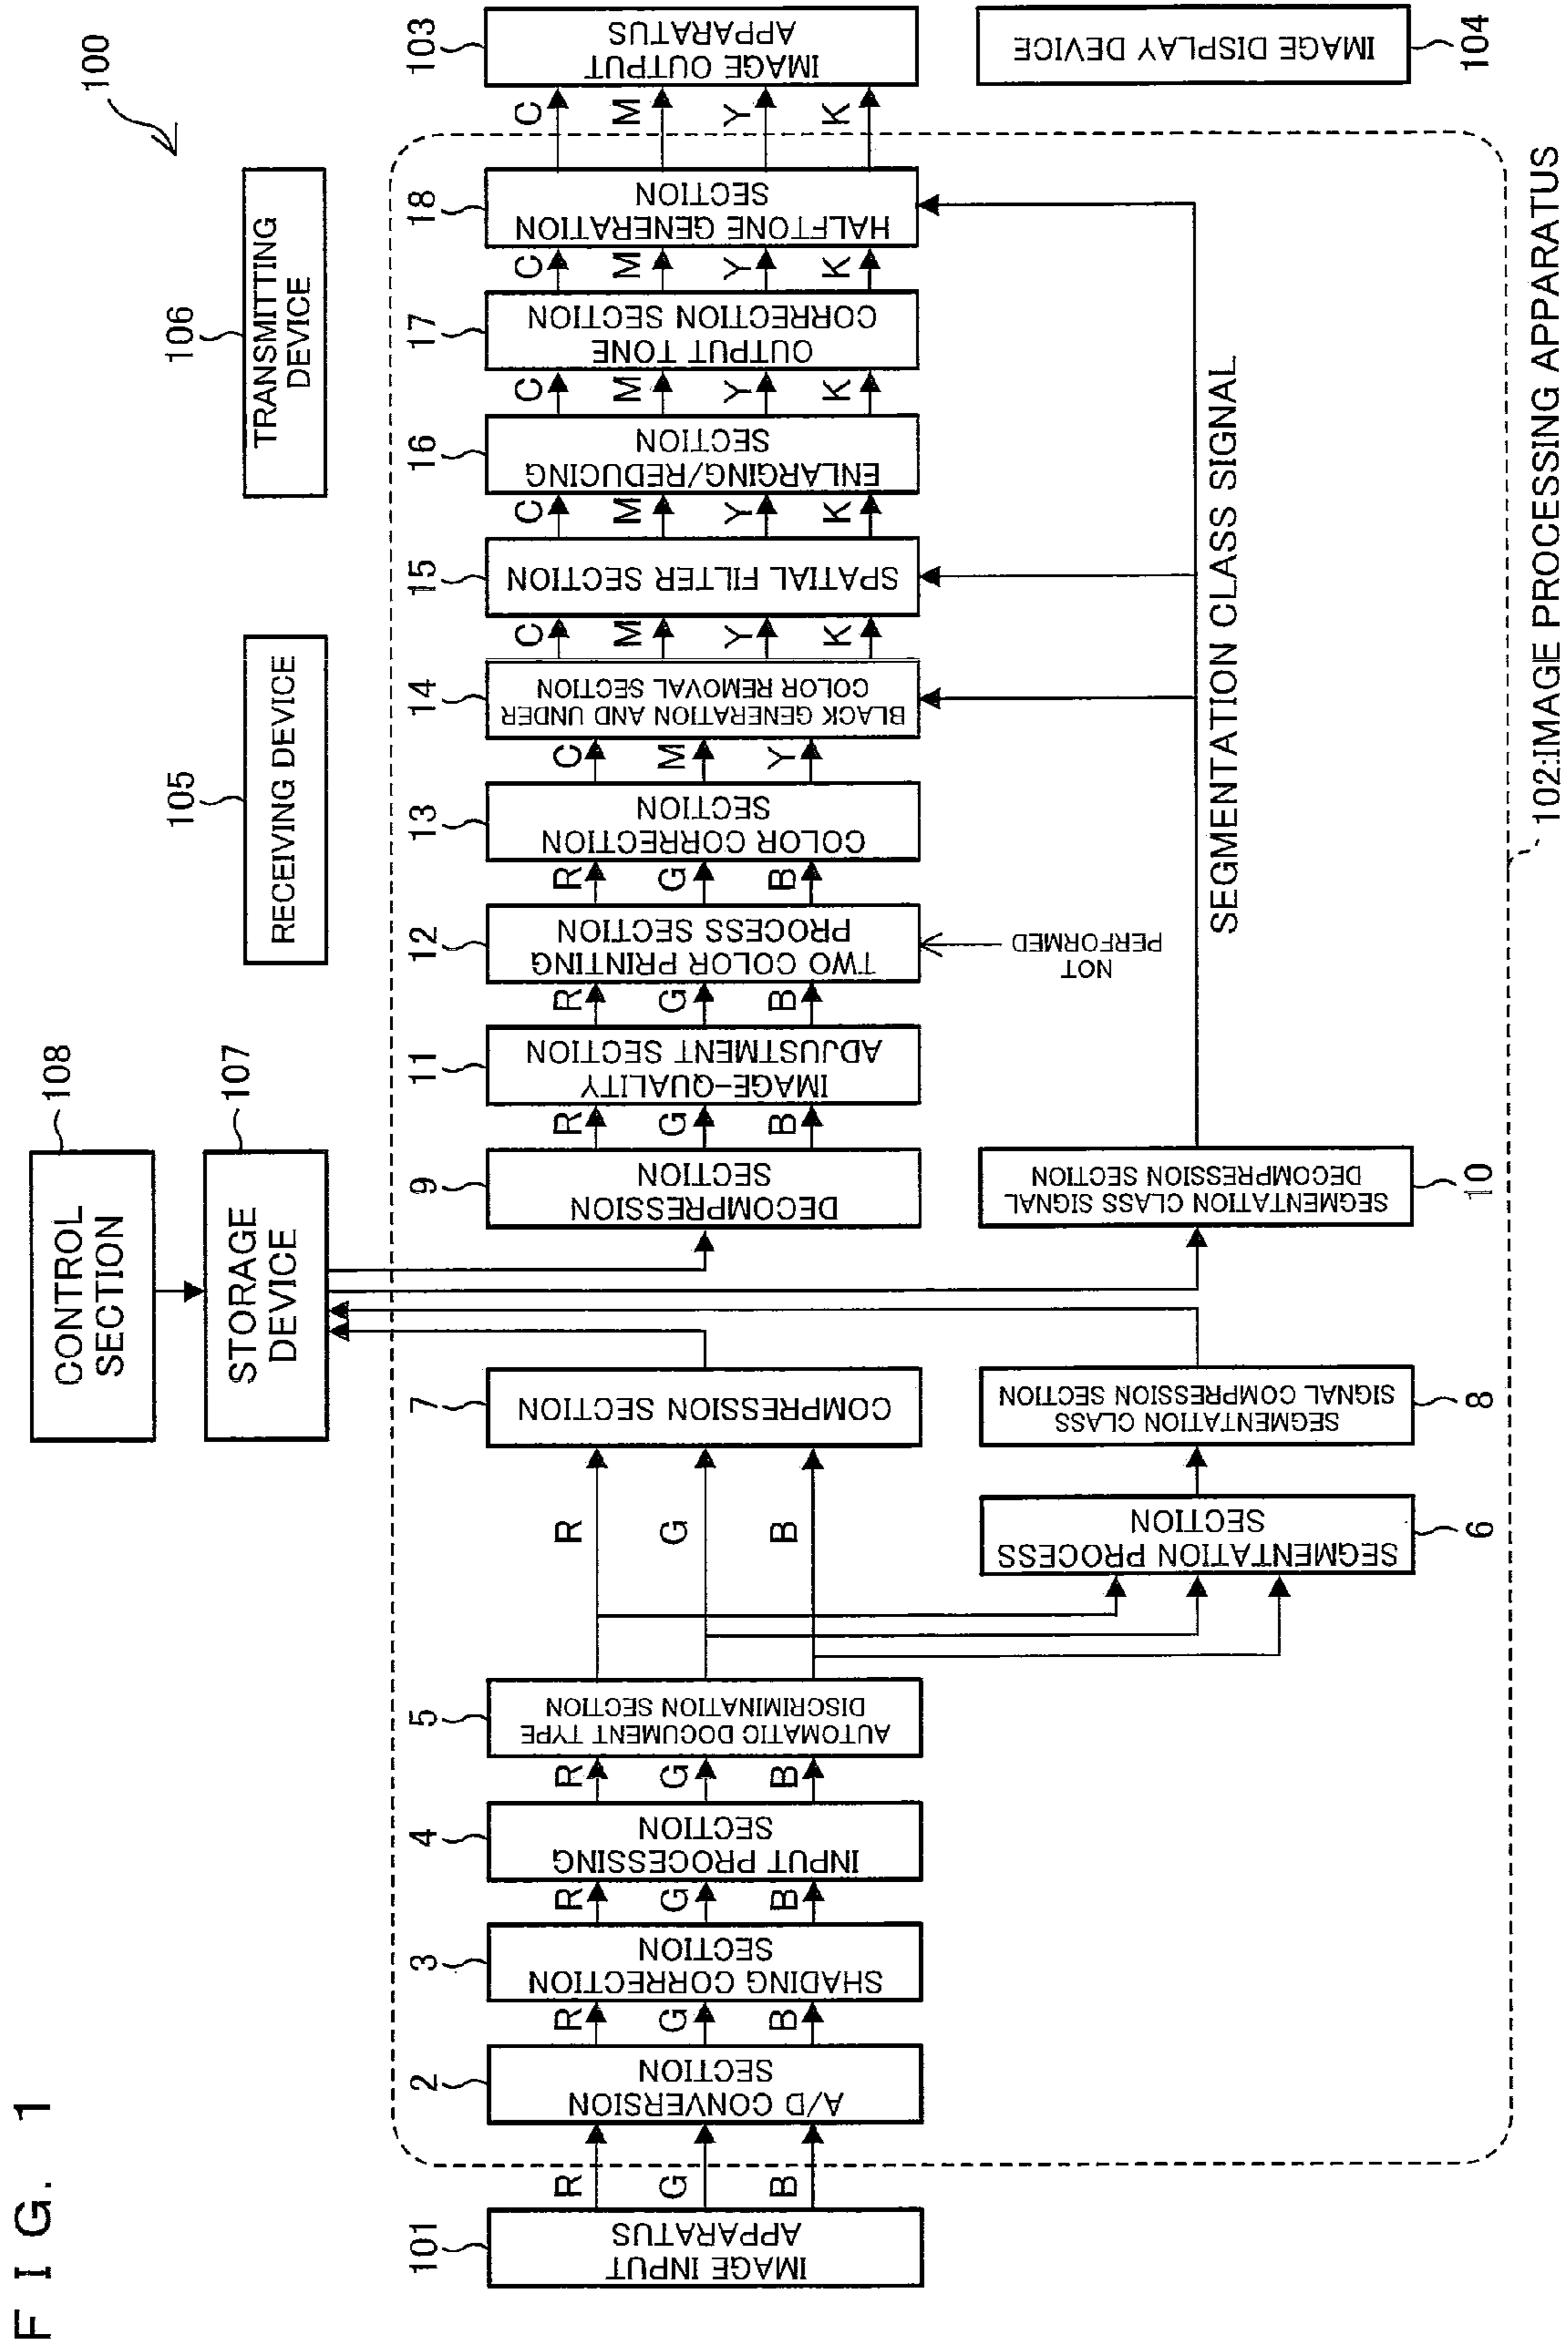 FIG. 1
100
CONTROL
SECTION
108
STORAGE
DEVICE
107
RECEIVING DEVICE
105
TRANSMITTING
DEVICE
106
101
IMAGE INPUT
APPARATUS
R
G
B
2
A/D CONVERSION
SECTION
R
G
B
3
SHADING CORRECTION
SECTION
R
G
B
4
INPUT PROCESSING
SECTION
R
G
B
5
AUTOMATIC DOCUMENT TYPE
DISCRIMINATION SECTION
R
G
B
7
COMPRESSION SECTION
9
DECOMPRESSION
SECTION
R
G
B
11
IMAGE-QUALITY
ADJUSTMENT SECTION
R
G
B
12
TWO COLOR PRINTING
PROCESS SECTION
NOT
PERFORMED
R
G
B
13
COLOR CORRECTION
SECTION
C
M
Y
14
BLACK GENERATION AND UNDER
COLOR REMOVAL SECTION
C
M
Y
K
15
SPATIAL FILTER SECTION
C
M
Y
K
16
ENLARGING/REDUCING
SECTION
C
M
Y
K
17
OUTPUT TONE
CORRECTION SECTION
C
M
Y
K
18
HALFTONE GENERATION
SECTION
C
M
Y
K
103
IMAGE OUTPUT
APPARATUS
SEGMENTATION PROCESS
SECTION
6
SEGMENTATION CLASS
SIGNAL COMPRESSION SECTION
8
SEGMENTATION CLASS SIGNAL
DECOMPRESSION SECTION
10
SEGMENTATION CLASS SIGNAL
IMAGE DISPLAY DEVICE
104
102:IMAGE PROCESSING APPARATUS